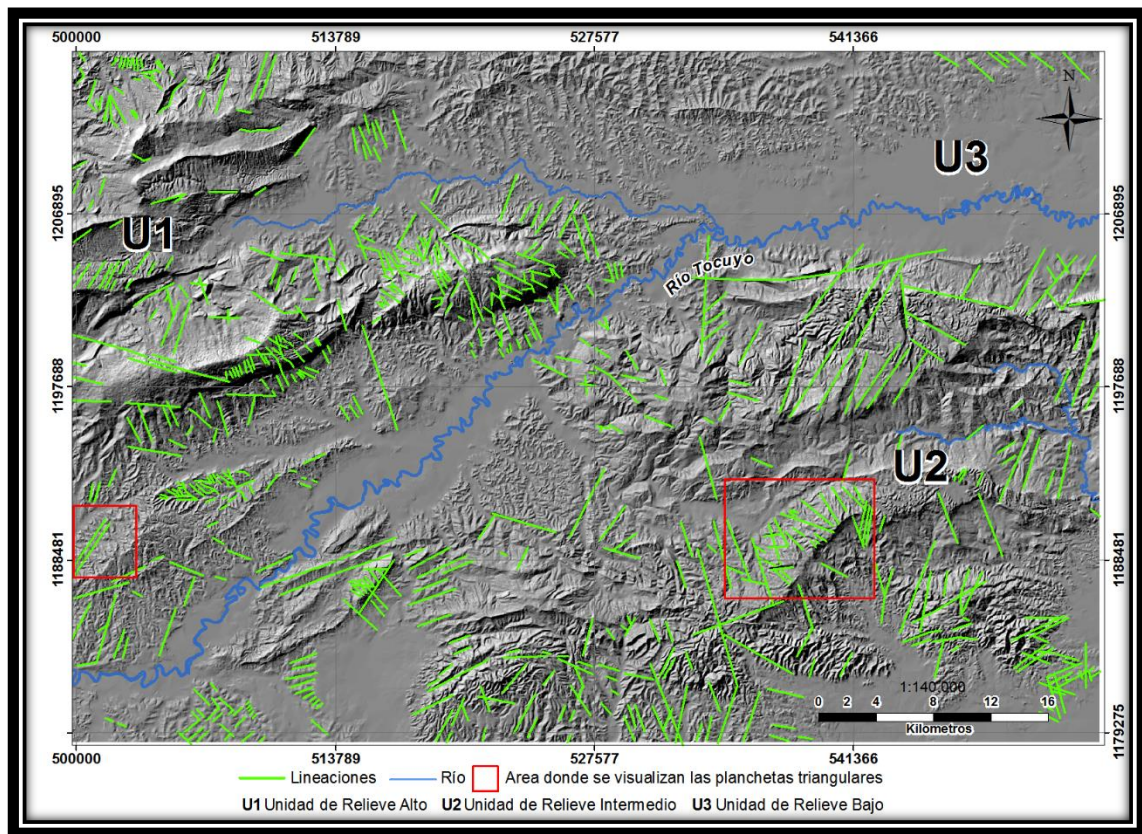 500000 513789 527577 541366
N
U3
1206895 1206895
U1
Río Tocuyo
1197688 1197688
U2
1188481 1188481
1:140.000
0 2 4 8 12 16
Kilometros
1179275
500000 513789 527577 541366
Lineaciones Río Area donde se visualizan las planchetas triangulares
U1 Unidad de Relieve Alto U2 Unidad de Relieve Intermedio U3 Unidad de Relieve Bajo